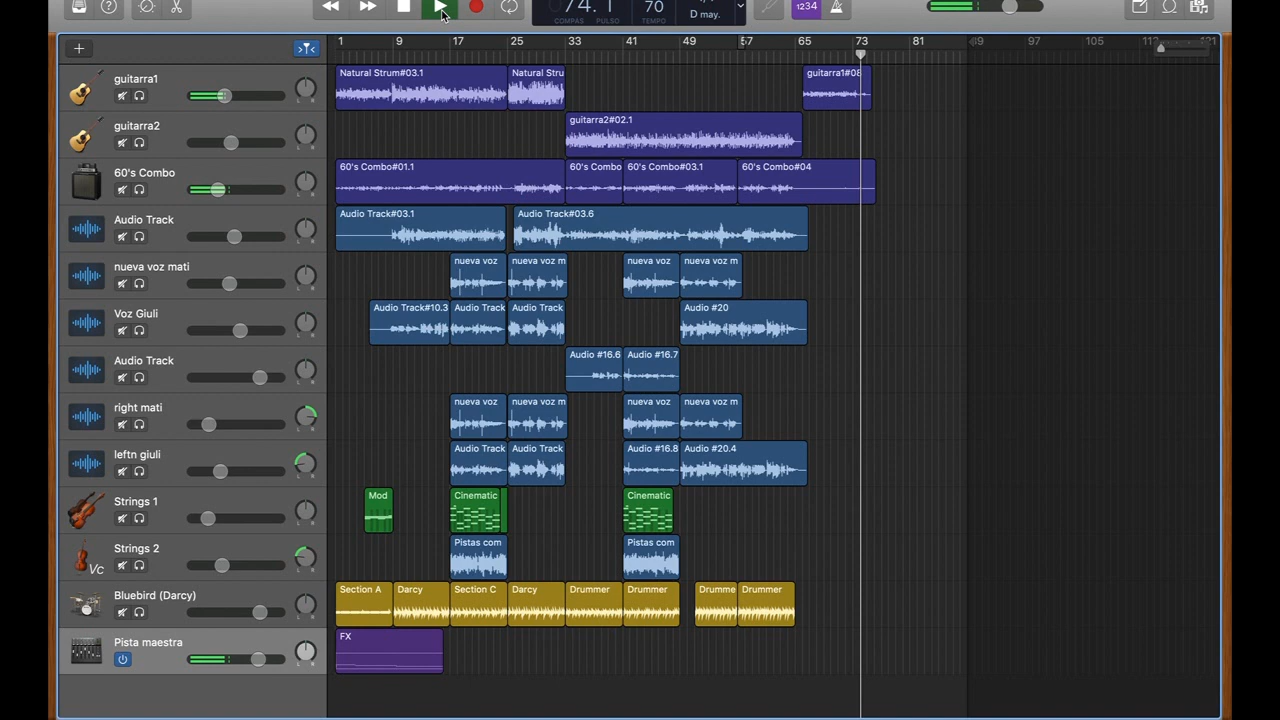 1234
74.1
70
D may.
COMPÁS PULSO TEMPO
1 9 17 25 33 41 49 57 65 73 81 89 97 105 113 121
guitarra1
Natural Strum#03.1 Natural Stru guitarra1#08
guitarra2
guitarra2#02.1
60's Combo
60's Combo#01.1 60's Combo 60's Combo#03.1 60's Combo#04
Audio Track
Audio Track#03.1 Audio Track#03.6
nueva voz mati
nueva voz nueva voz m nueva voz nueva voz m
Voz Giuli
Audio Track#10.3 Audio Track Audio Track Audio #20
Audio Track
Audio #16.6 Audio #16.7
right mati
nueva voz nueva voz m nueva voz nueva voz m
leftn giuli
Audio Track Audio Track Audio #16.8 Audio #20.4
Strings 1
Mod Cinematic Cinematic
Strings 2
Vc
Pistas com Pistas com
Bluebird (Darcy)
Section A Darcy Section C Darcy Drummer Drummer Drumme Drummer
Pista maestra
FX